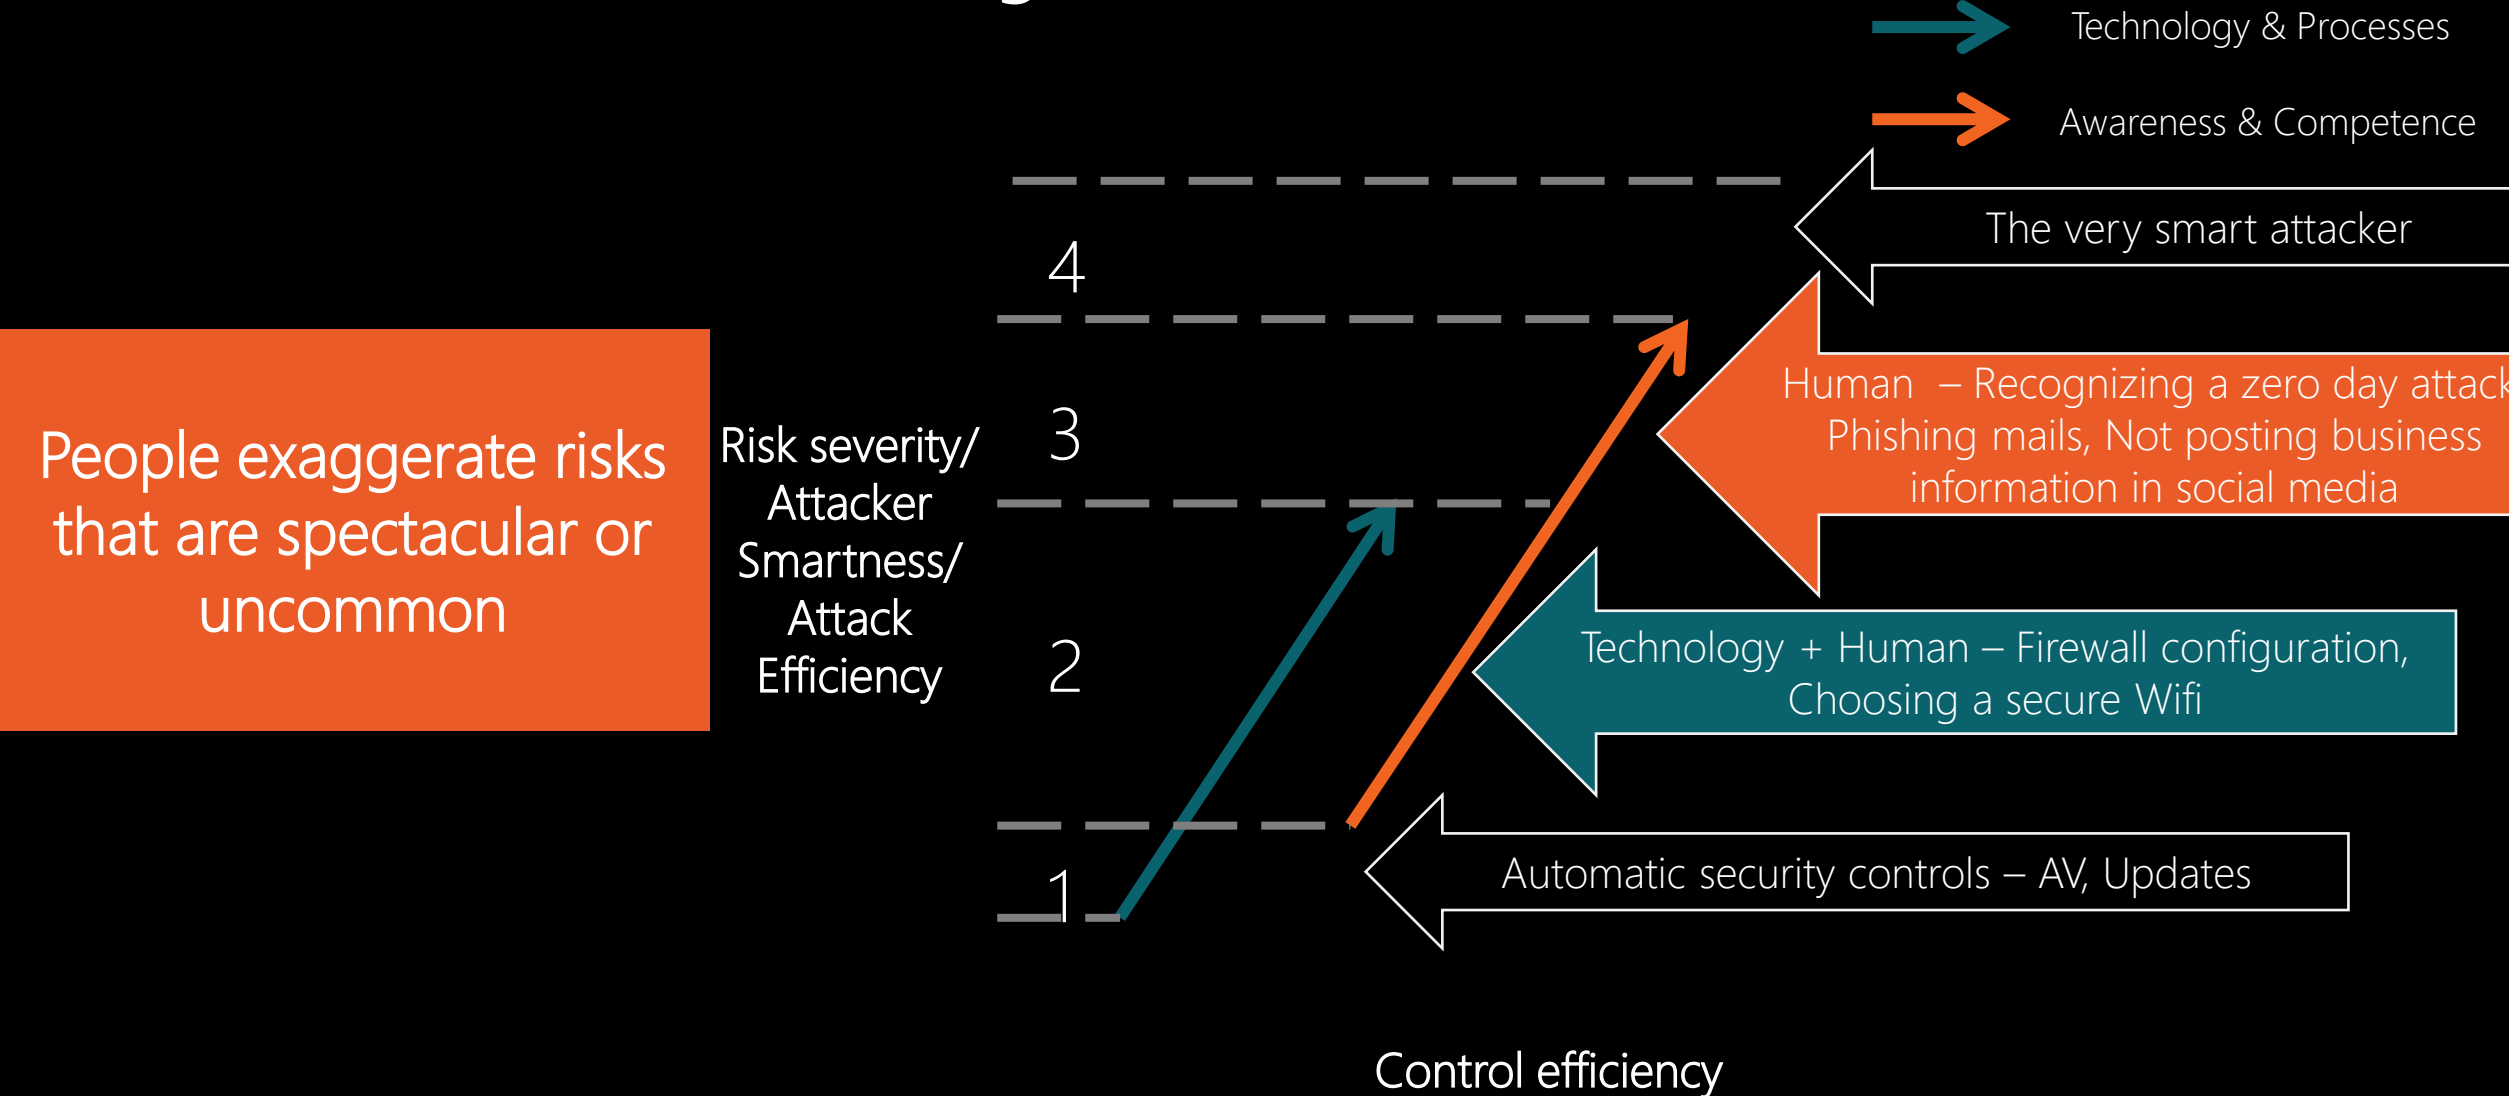 Technology & Processes
Awareness & Competence
The very smart attacker
4
Human – Recognizing a zero day attack
Phishing mails, Not posting business
information in social media
3
People exaggerate risks
that are spectacular or
uncommon
Risk severity/
Attacker
Smartness/
Attack
Efficiency
2
Technology + Human – Firewall configuration,
Choosing a secure Wifi
1
Automatic security controls – AV, Updates
Control efficiency